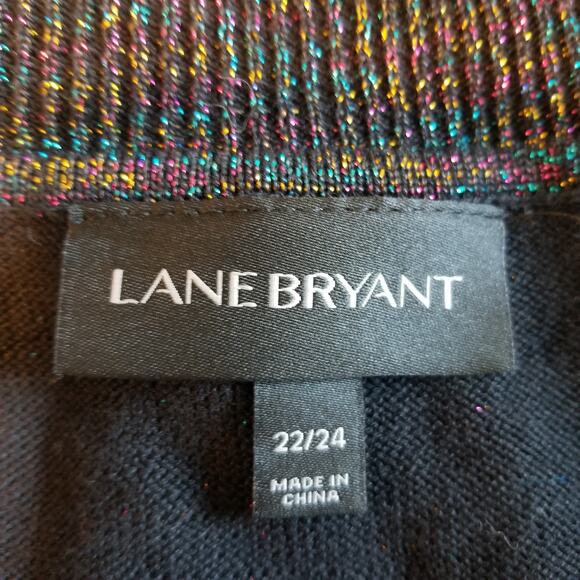 LANE BRYANT
22/24
MADE IN
CHINA